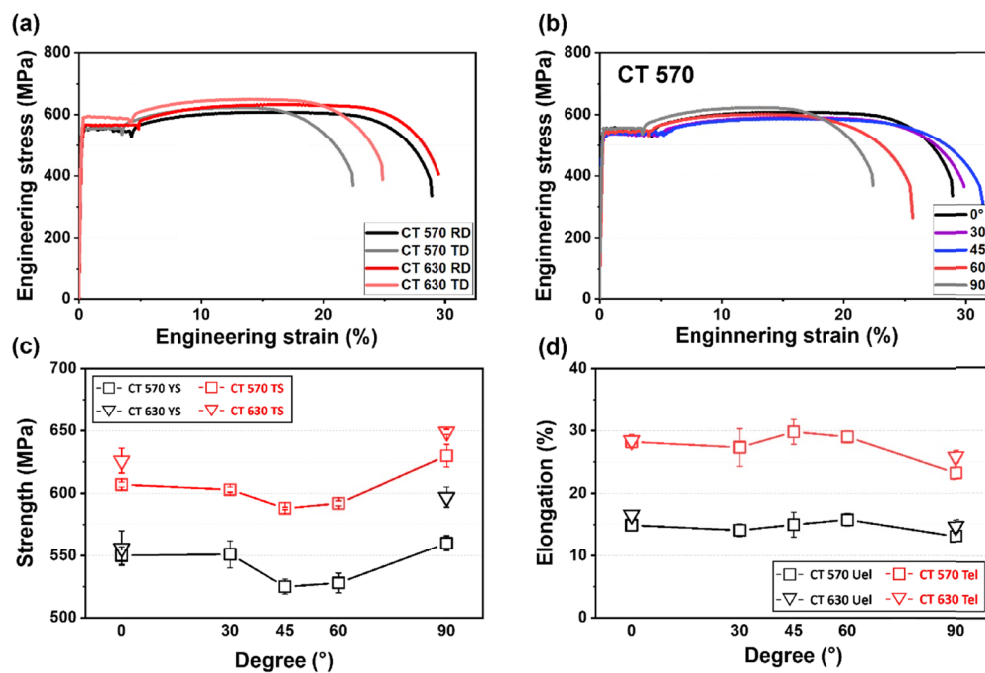 (a)
800
600
400
200
0
Engineering stress (MPa)
CT 570 RD
CT 570 TD
CT 630 RD
CT 630 TD
0 10 20 30
Engineering strain (%)
(b)
800
600
400
200
0
Engineering stress (MPa)
CT 570
0°
30
45
60
90
0 10 20 30
Enginnering strain (%)
(c)
700
650
600
550
500
Strength (MPa)
CT 570 YS CT 570 TS
CT 630 YS CT 630 TS
0 30 45 60 90
Degree (°)
(d)
40
30
20
10
0
Elongation (%)
CT 570 Uel CT 570 Tel
CT 630 Uel CT 630 Tel
0 30 45 60 90
Degree (°)